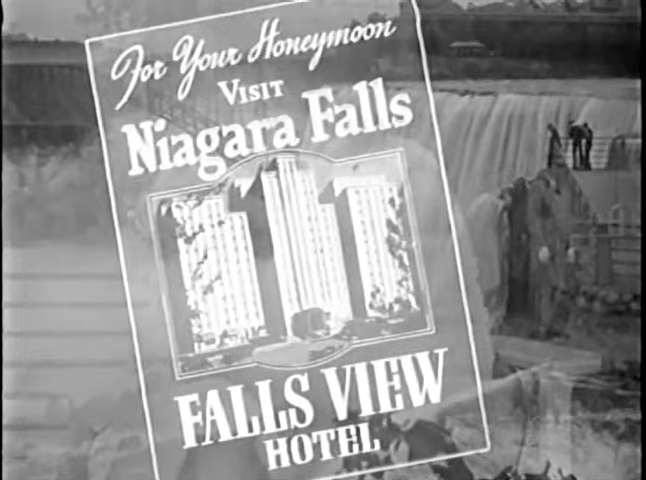 For Your Honeymoon
VISIT
Niagara Falls
FALLS VIEW
HOTEL